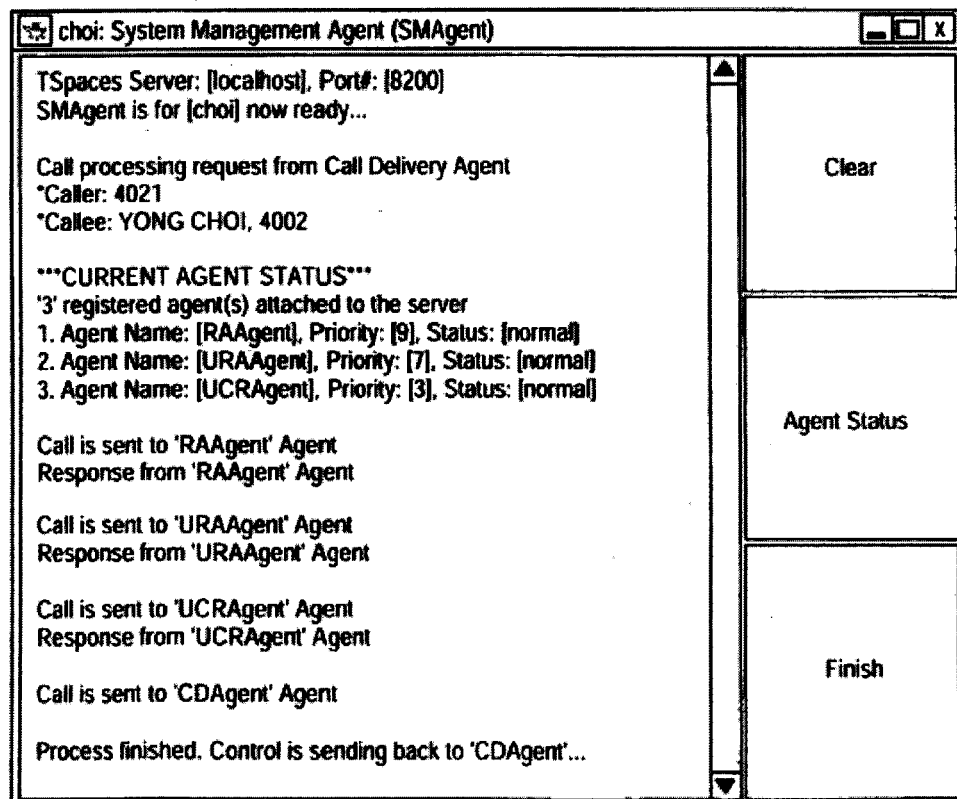 choi: System Management Agent (SMAgent)
X
TSpaces Server: [localhost], Port#: [8200]
SMAgent is for [choi] now ready...
Call processing request from Call Delivery Agent
*Caller: 4021
*Callee: YONG CHOI, 4002
***CURRENT AGENT STATUS***
'3' registered agent(s) attached to the server
1. Agent Name: [RAAgent], Priority: [9], Status: [normal]
2. Agent Name: [URAAgent], Priority: [7], Status: [normal]
3. Agent Name: [UCRAgent], Priority: [3], Status: [normal]
Call is sent to 'RAAgent' Agent
Response from 'RAAgent' Agent
Call is sent to 'URAAgent' Agent
Response from 'URAAgent' Agent
Call is sent to 'UCRAgent' Agent
Response from 'UCRAgent' Agent
Call is sent to 'CDAgent' Agent
Process finished. Control is sending back to 'CDAgent'...
Clear
Agent Status
Finish